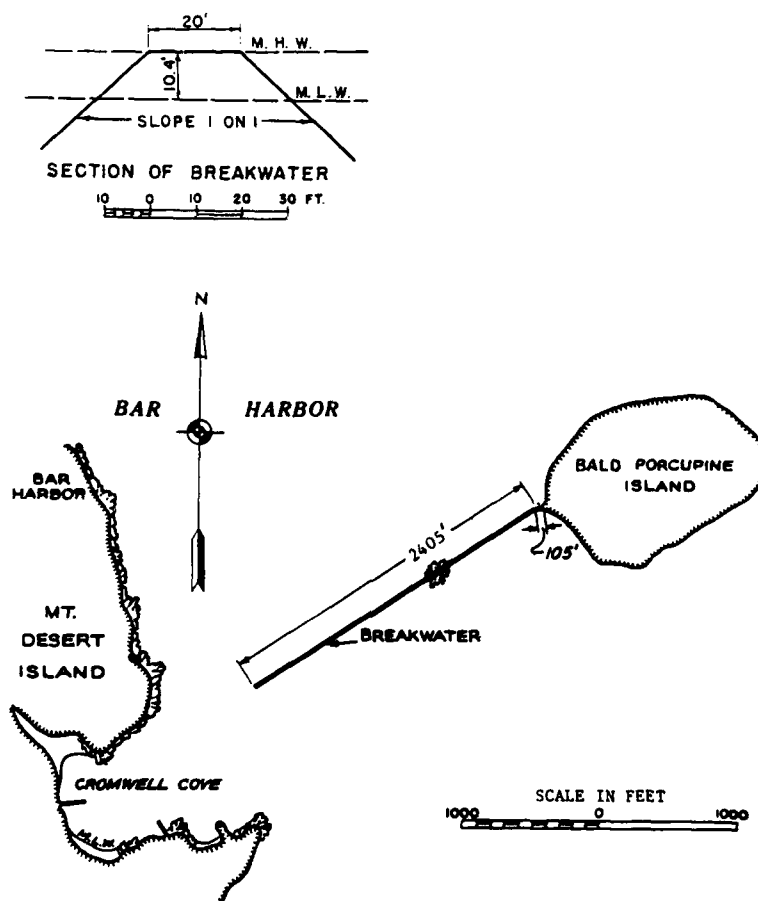 20'
M. H. W.
10.4'
M. L. W.
SLOPE 1 ON 1
SECTION OF BREAKWATER
10 0 10 20 30 FT.
N
BAR HARBOR
BAR
HARBOR
BALD PORCUPINE
ISLAND
2405'
105'
MT.
DESERT
ISLAND
BREAKWATER
CROMWELL COVE
M.L.W.
SCALE IN FEET
1000 0 1000